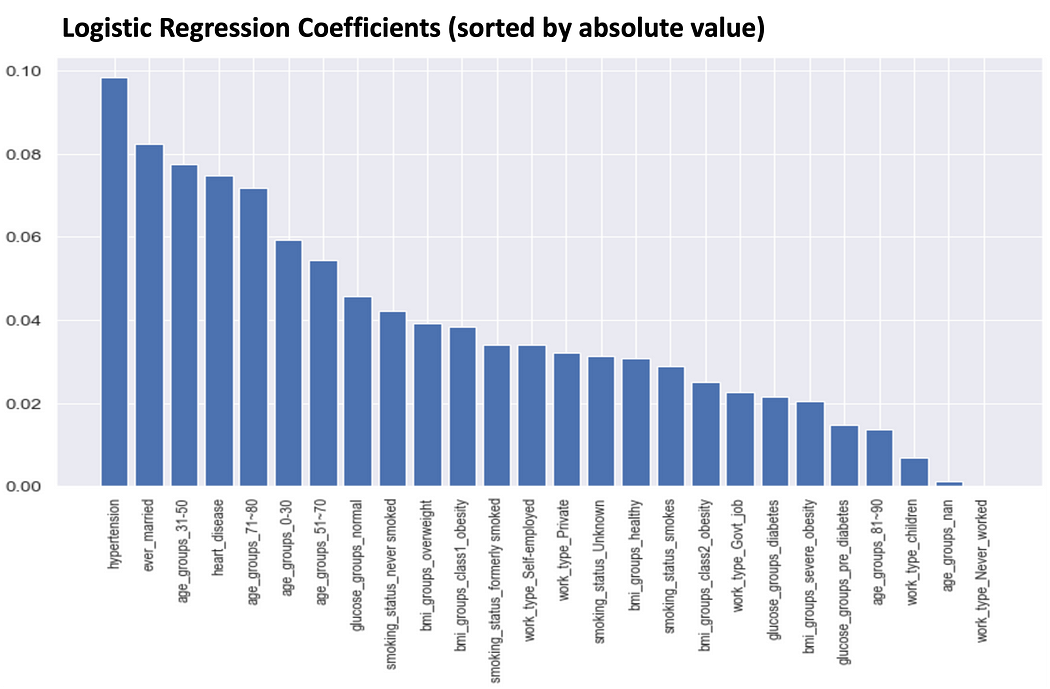 Logistic Regression Coefficients (sorted by absolute value)
0.10
0.08
0.06
0.04
0.02
0.00
hypertension
ever_married
age_groups_31-50
heart_disease
age_groups_71~80
age_groups_0-30
age_groups_51~70
glucose_groups_normal
smoking_status_never smoked
bmi_groups_overweight
bmi_groups_class1_obesity
smoking_status_formerly smoked
work_type_Self-employed
work_type_Private
smoking_status_Unknown
bmi_groups_healthy
smoking_status_smokes
bmi_groups_class2_obesity
work_type_Govt_job
glucose_groups_diabetes
bmi_groups_severe_obesity
glucose_groups_pre_diabetes
age_groups_81~90
work_type_children
age_groups_nan
work_type_Never_worked